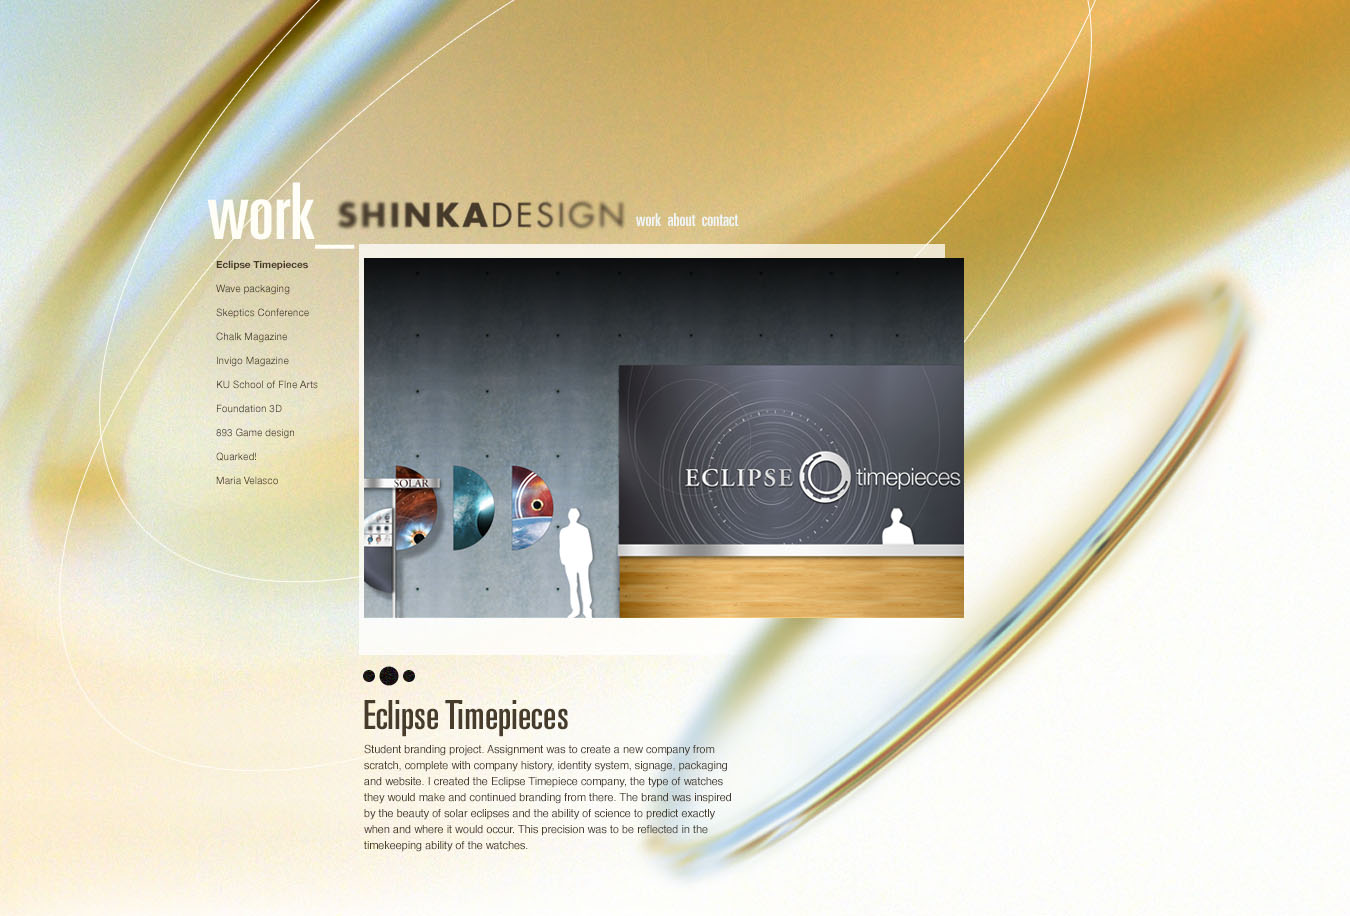 work_
SHINKADESIGN
work about contact
Eclipse Timepieces
Wave packaging
Skeptics Conference
Chalk Magazine
Invigo Magazine
KU School of Fine Arts
Foundation 3D
893 Game design
Quarked!
Maria Velasco
SOLAR
ECLIPSE timepieces
Eclipse Timepieces
Student branding project. Assignment was to create a new company from
scratch, complete with company history, identity system, signage, packaging
and website. I created the Eclipse Timepiece company, the type of watches
they would make and continued branding from there. The brand was inspired
by the beauty of solar eclipses and the ability of science to predict exactly
when and where it would occur. This precision was to be reflected in the
timekeeping ability of the watches.